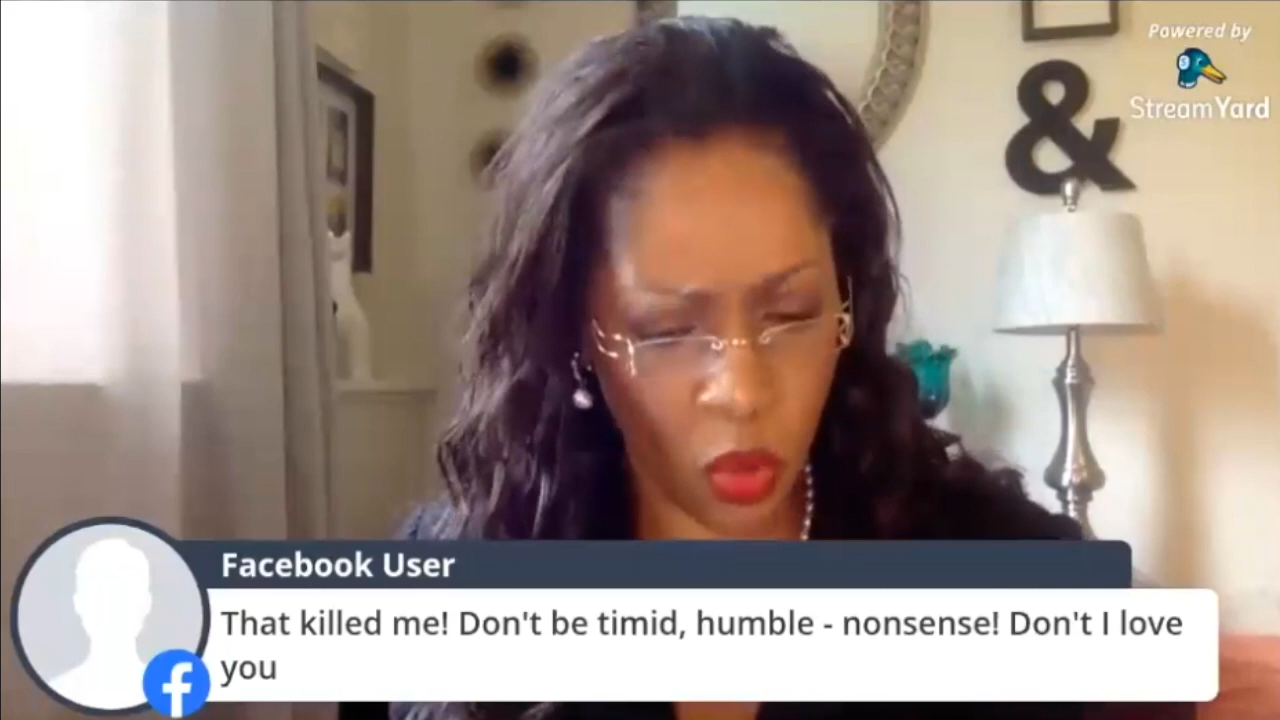 Powered by
StreamYard
&
Facebook User
That killed me! Don't be timid, humble - nonsense! Don't I love
you